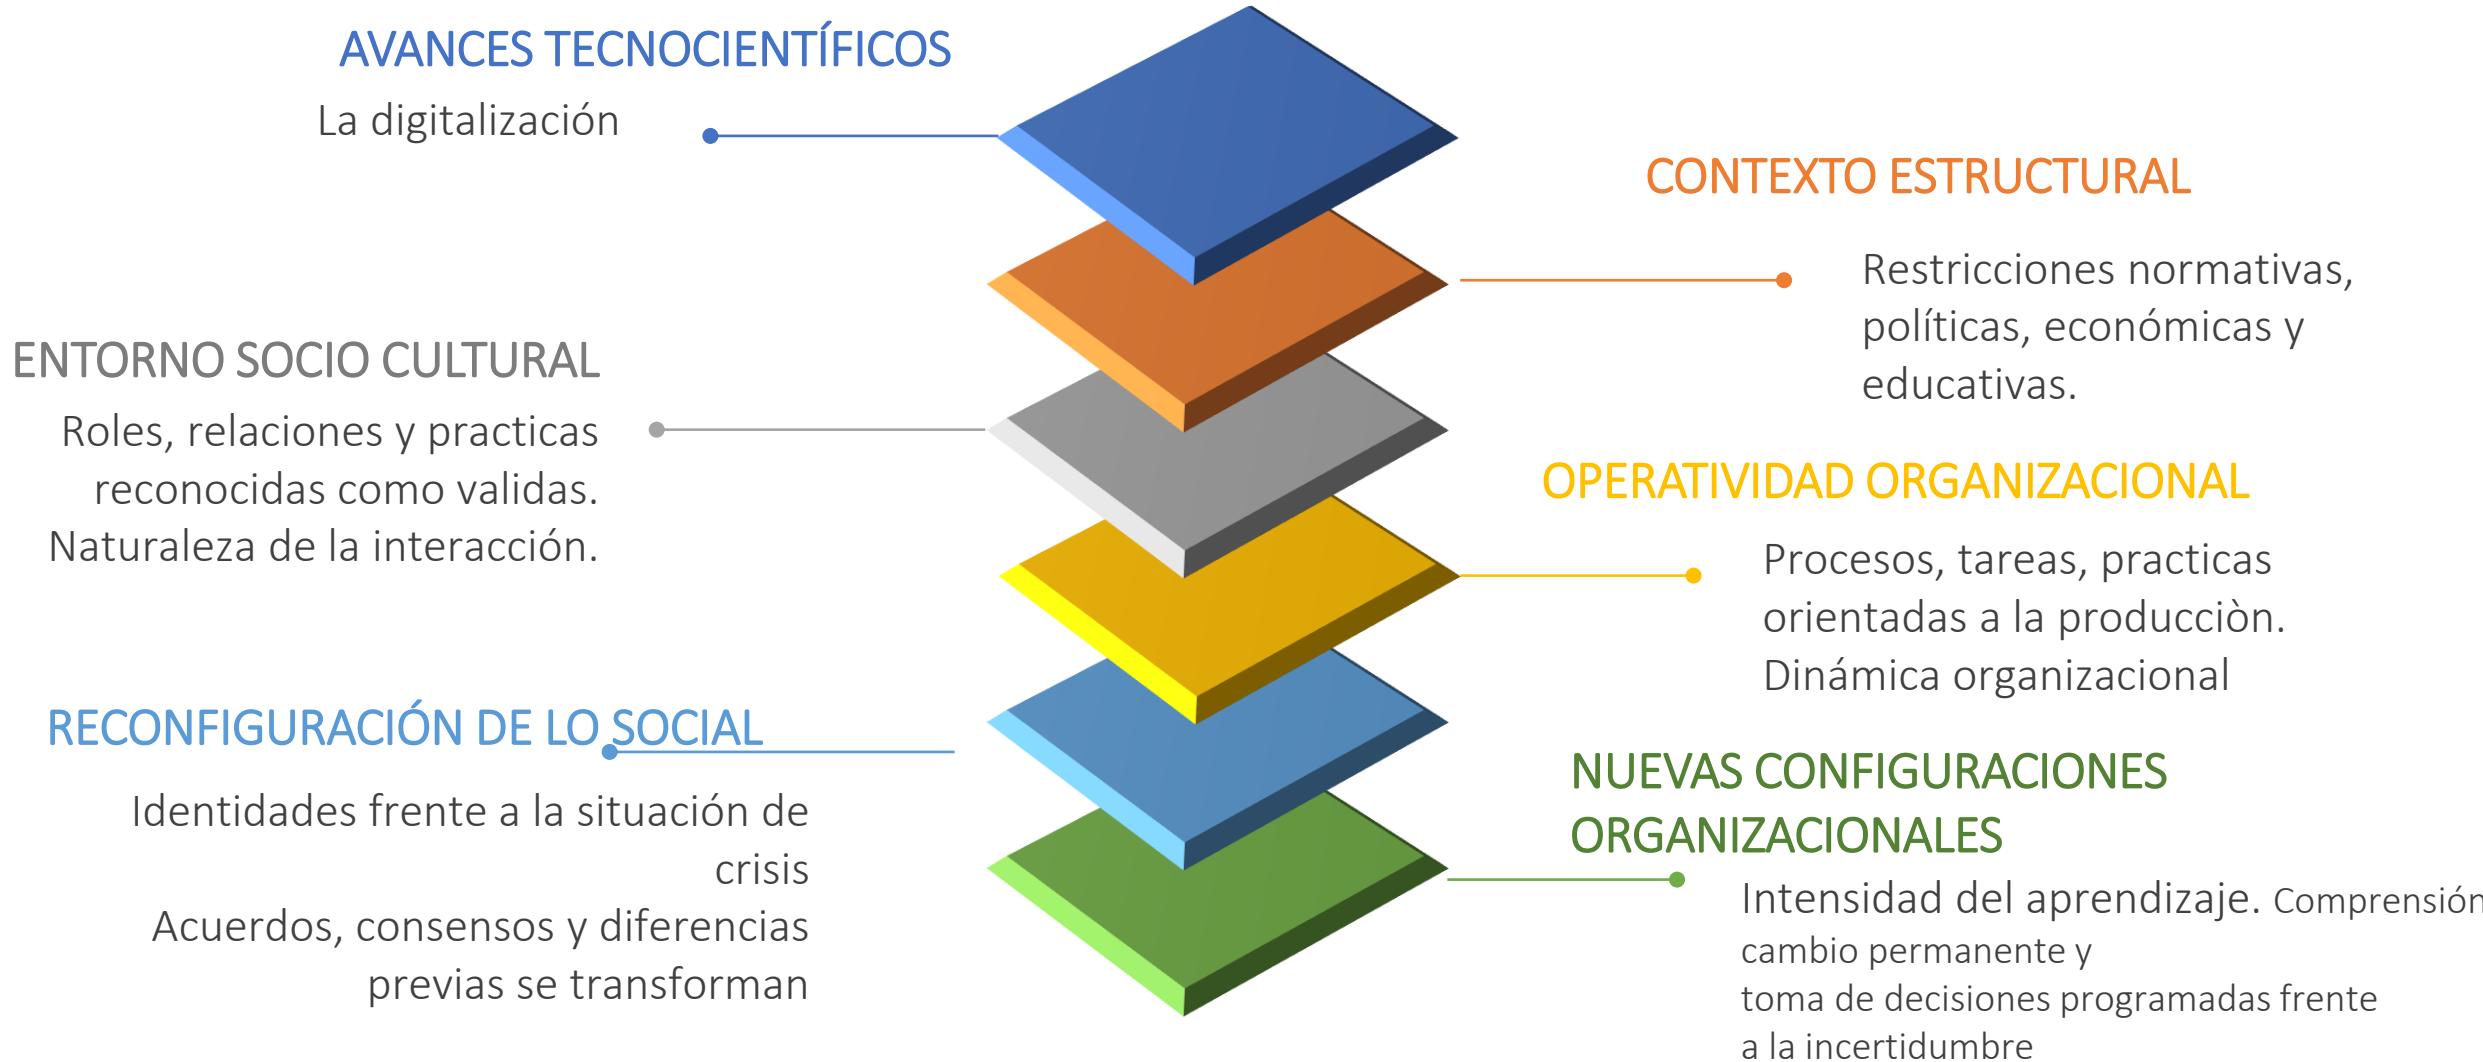 AVANCES TECNOCIENTÍFICOS
La digitalización
CONTEXTO ESTRUCTURAL
Restricciones normativas,
políticas, económicas y
educativas.
ENTORNO SOCIO CULTURAL
Roles, relaciones y practicas
reconocidas como validas.
Naturaleza de la interacción.
OPERATIVIDAD ORGANIZACIONAL
Procesos, tareas, practicas
orientadas a la producciòn.
Dinámica organizacional
RECONFIGURACIÓN DE LO SOCIAL
Identidades frente a la situación de
crisis
Acuerdos, consensos y diferencias
previas se transforman
NUEVAS CONFIGURACIONES
ORGANIZACIONALES
Intensidad del aprendizaje. Comprensión
cambio permanente y
toma de decisiones programadas frente
a la incertidumbre